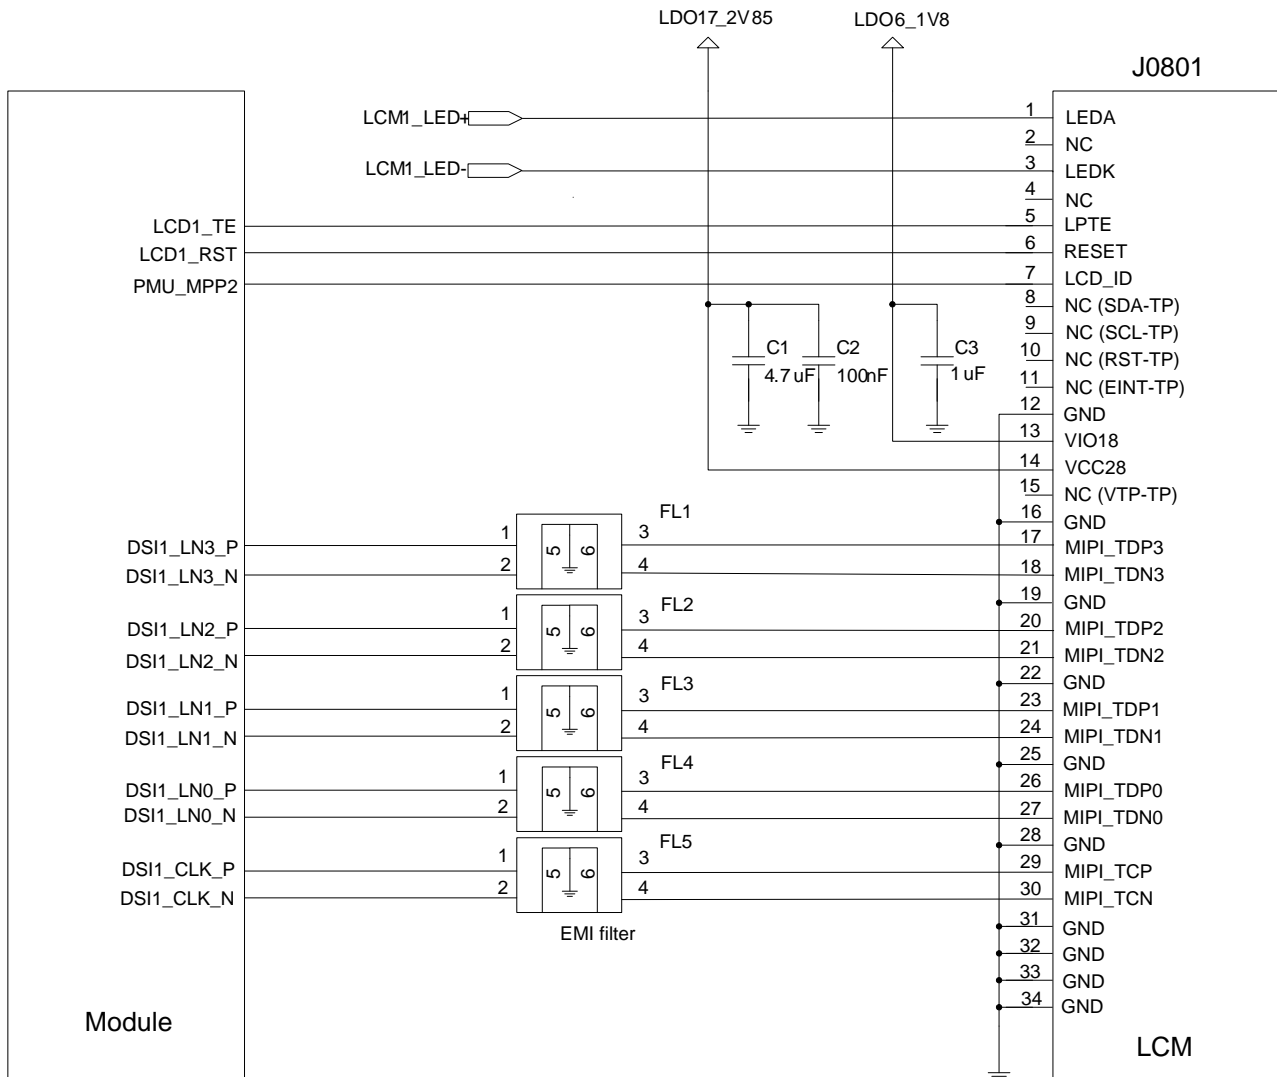 LDO17_2V85
LDO6_1V8
J0801
LCM1_LED+
1
LEDA
2
NC
LCM1_LED-
3
LEDK
4
NC
LCD1_TE
5
LPTE
LCD1_RST
6
RESET
PMU_MPP2
7
LCD_ID
8
NC (SDA-TP)
9
NC (SCL-TP)
C1
4.7uF
C2
100nF
C3
1uF
10
NC (RST-TP)
11
NC (EINT-TP)
12
GND
13
VIO18
14
VCC28
15
NC (VTP-TP)
16
GND
FL1
DSI1_LN3_P
1
5
6
3
17
MIPI_TDP3
DSI1_LN3_N
2
4
18
MIPI_TDN3
19
GND
FL2
DSI1_LN2_P
1
5
6
3
20
MIPI_TDP2
DSI1_LN2_N
2
4
21
MIPI_TDN2
22
GND
FL3
DSI1_LN1_P
1
5
6
3
23
MIPI_TDP1
DSI1_LN1_N
2
4
24
MIPI_TDN1
25
GND
FL4
DSI1_LN0_P
1
5
6
3
26
MIPI_TDP0
DSI1_LN0_N
2
4
27
MIPI_TDN0
28
GND
FL5
DSI1_CLK_P
1
5
6
3
29
MIPI_TCP
DSI1_CLK_N
2
4
30
MIPI_TCN
EMI filter
31
GND
32
GND
33
GND
34
GND
Module
LCM